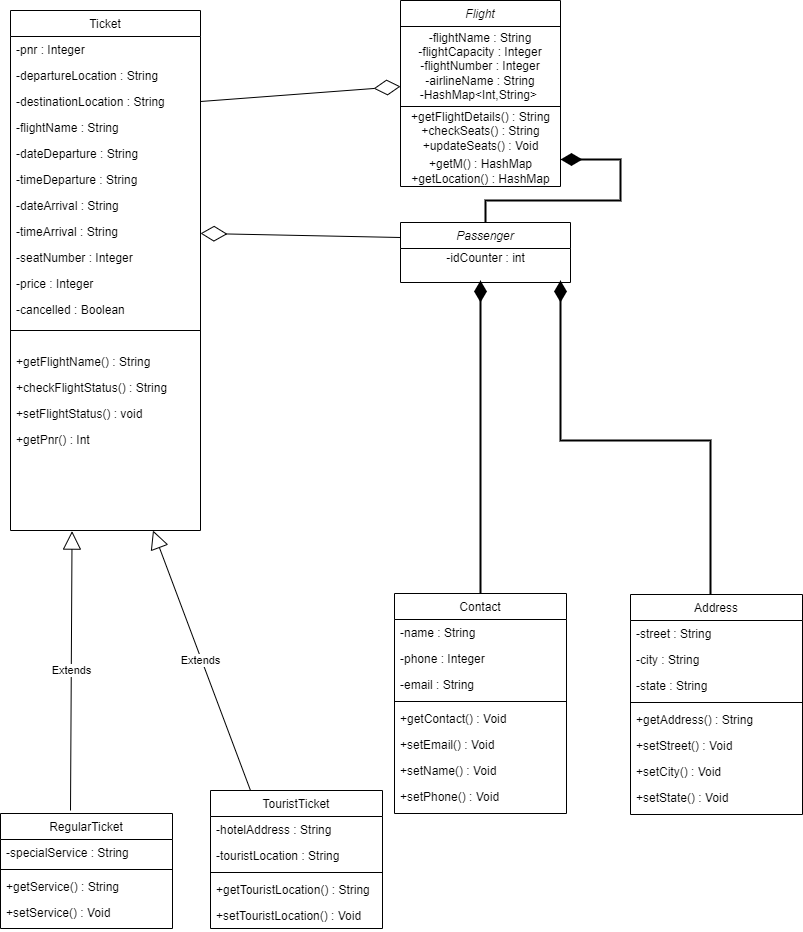 Ticket
-pnr : Integer
-departureLocation : String
-destinationLocation : String
-flightName : String
-dateDeparture : String
-timeDeparture : String
-dateArrival : String
-timeArrival : String
-seatNumber : Integer
-price : Integer
-cancelled : Boolean
+getFlightName() : String
+checkFlightStatus() : String
+setFlightStatus() : void
+getPnr() : Int
Flight
-flightName : String
-flightCapacity : Integer
-flightNumber : Integer
-airlineName : String
-HashMap<Int,String>
+getFlightDetails() : String
+checkSeats() : String
+updateSeats() : Void
+getM() : HashMap
+getLocation() : HashMap
Passenger
-idCounter : int
Extends
Extends
Contact
-name : String
-phone : Integer
-email : String
+getContact() : Void
+setEmail() : Void
+setName() : Void
+setPhone() : Void
Address
-street : String
-city : String
-state : String
+getAddress() : String
+setStreet() : Void
+setCity() : Void
+setState() : Void
RegularTicket
-specialService : String
+getService() : String
+setService() : Void
TouristTicket
-hotelAddress : String
-touristLocation : String
+getTouristLocation() : String
+setTouristLocation() : Void